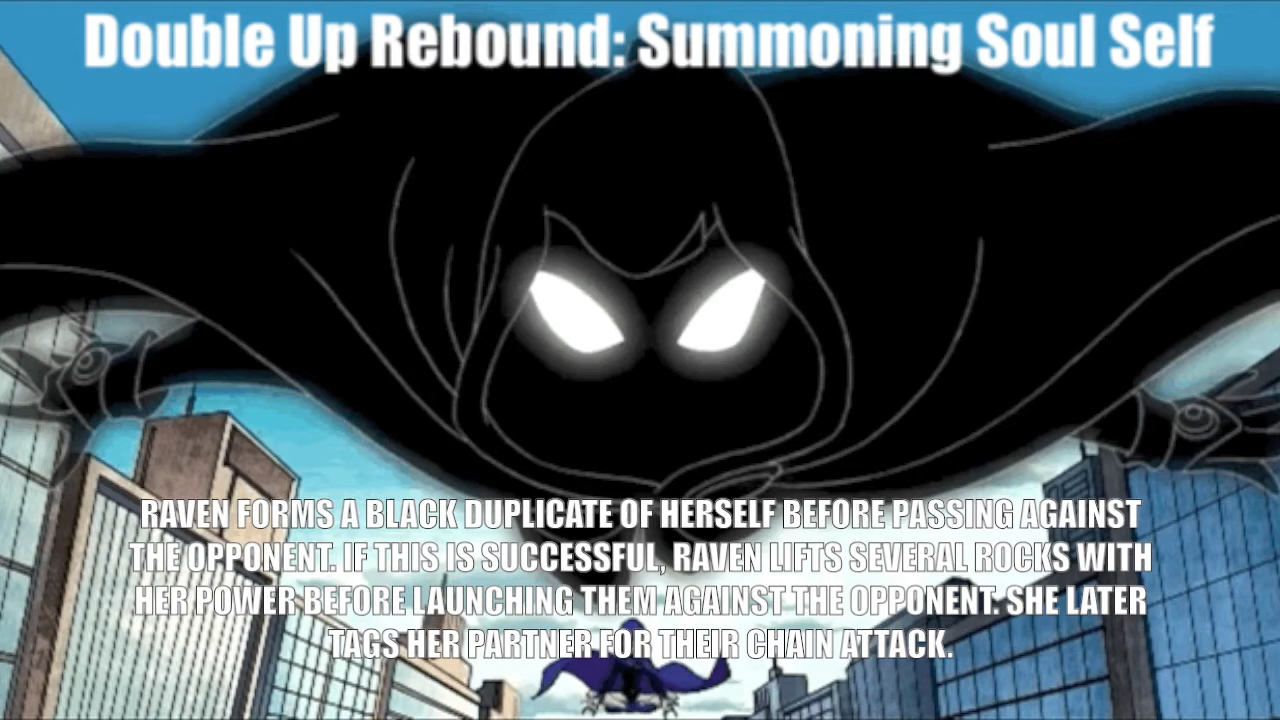 Double Up Rebound: Summoning Soul Self
RAVEN FORMS A BLACK DUPLICATE OF HERSELF BEFORE PASSING AGAINST
THE OPPONENT. IF THIS IS SUCCESSFUL, RAVEN LIFTS SEVERAL ROCKS WITH
HER POWER BEFORE LAUNCHING THEM AGAINST THE OPPONENT. SHE LATER
TAGS HER PARTNER FOR THEIR CHAIN ATTACK.